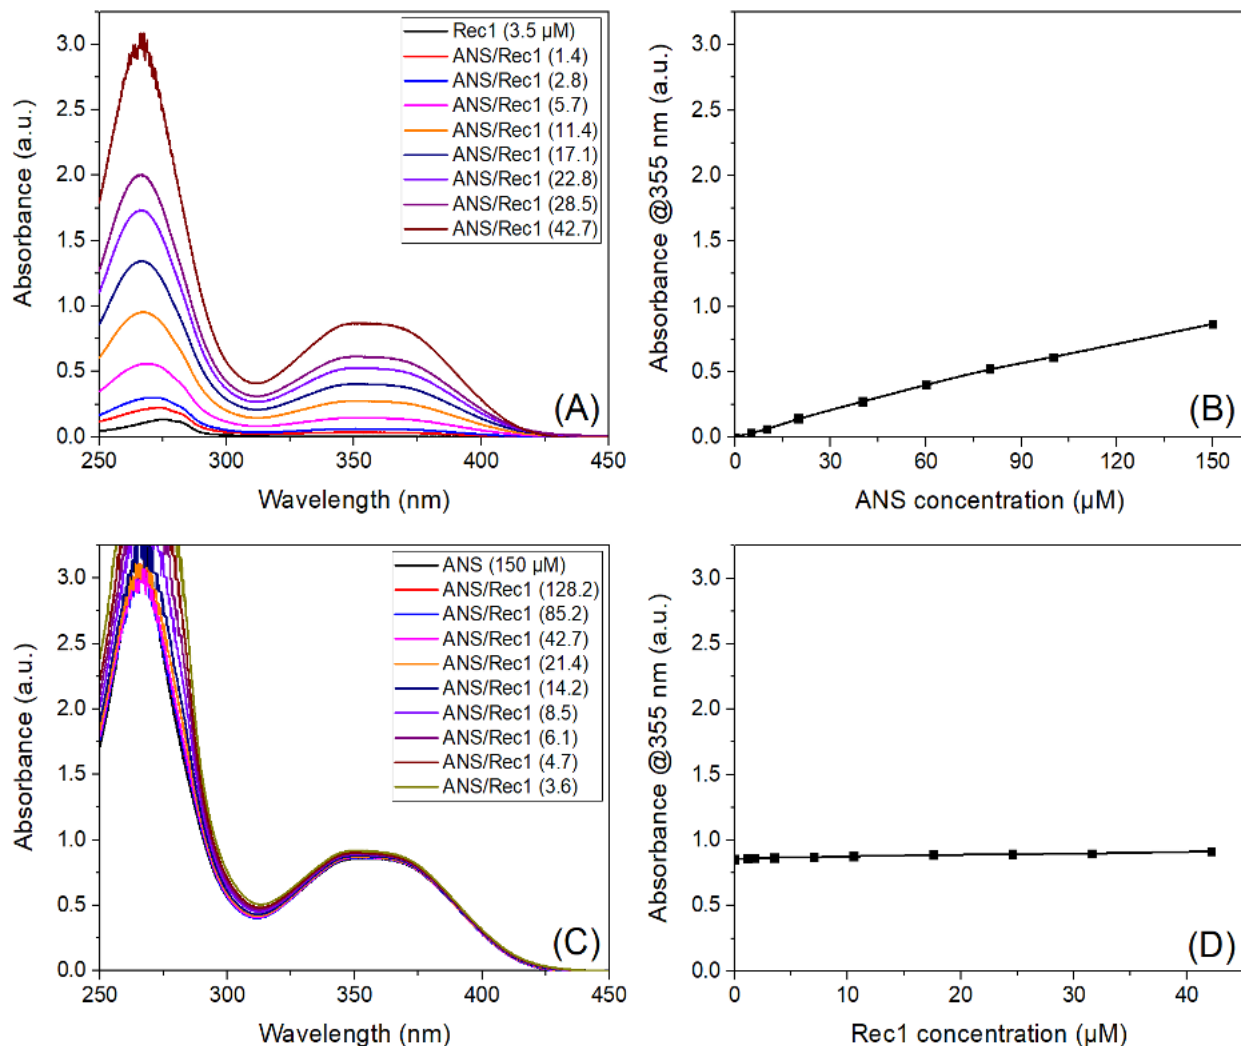 3.0
2.5
2.0
1.5
1.0
0.5
0.0
Absorbance (a.u.)
Rec1 (3.5 µM)
ANS/Rec1 (1.4)
ANS/Rec1 (2.8)
ANS/Rec1 (5.7)
ANS/Rec1 (11.4)
ANS/Rec1 (17.1)
ANS/Rec1 (22.8)
ANS/Rec1 (28.5)
ANS/Rec1 (42.7)
(A)
250 300 350 400 450
Wavelength (nm)
3.0
2.5
2.0
1.5
1.0
0.5
0.0
Absorbance @355 nm (a.u.)
(B)
0 30 60 90 120 150
ANS concentration (µM)
3.0
2.5
2.0
1.5
1.0
0.5
0.0
Absorbance (a.u.)
ANS (150 µM)
ANS/Rec1 (128.2)
ANS/Rec1 (85.2)
ANS/Rec1 (42.7)
ANS/Rec1 (21.4)
ANS/Rec1 (14.2)
ANS/Rec1 (8.5)
ANS/Rec1 (6.1)
ANS/Rec1 (4.7)
ANS/Rec1 (3.6)
(C)
250 300 350 400 450
Wavelength (nm)
3.0
2.5
2.0
1.5
1.0
0.5
0.0
Absorbance @355 nm (a.u.)
(D)
0 10 20 30 40
Rec1 concentration (µM)